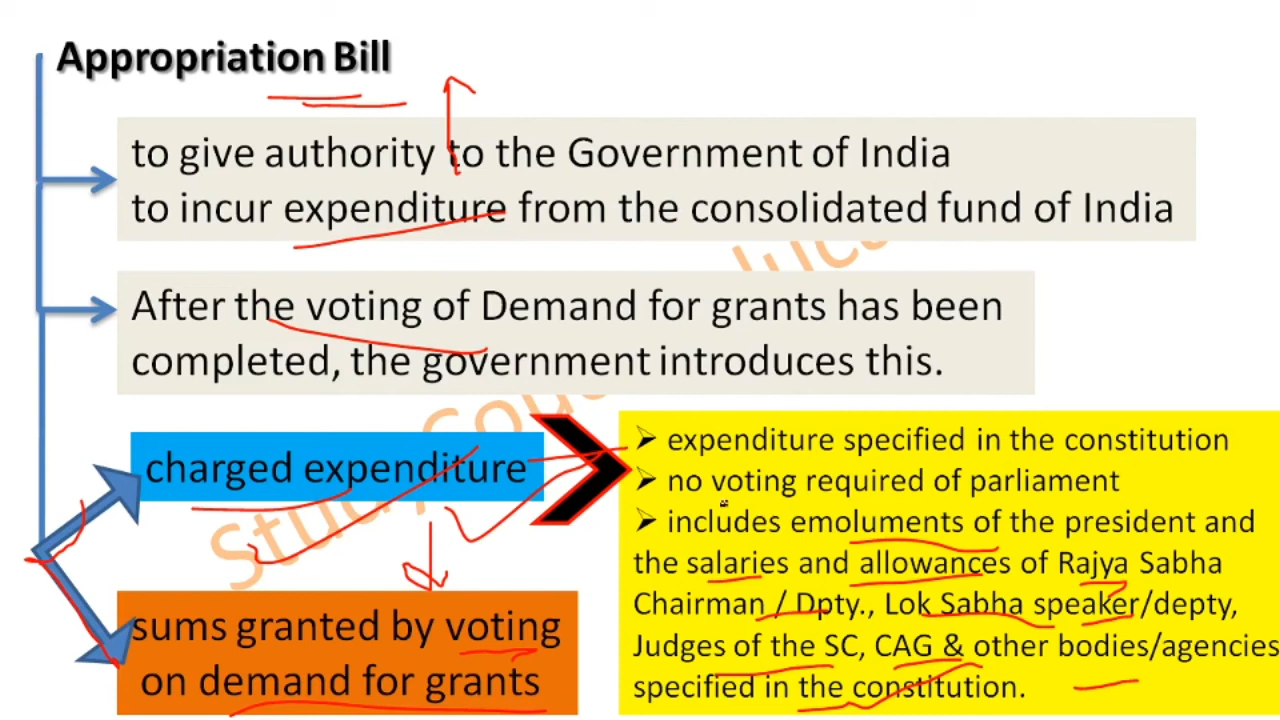 Appropriation Bill
to give authority to the Government of India
to incur expenditure from the consolidated fund of India
After the voting of Demand for grants has been
completed, the government introduces this.
charged expenditure
sums granted by voting
on demand for grants
➢ expenditure specified in the constitution
➢ no voting required of parliament
➢ includes emoluments of the president and
the salaries and allowances of Rajya Sabha
Chairman / Dpty., Lok Sabha speaker/depty,
Judges of the SC, CAG & other bodies/agencies
specified in the constitution.